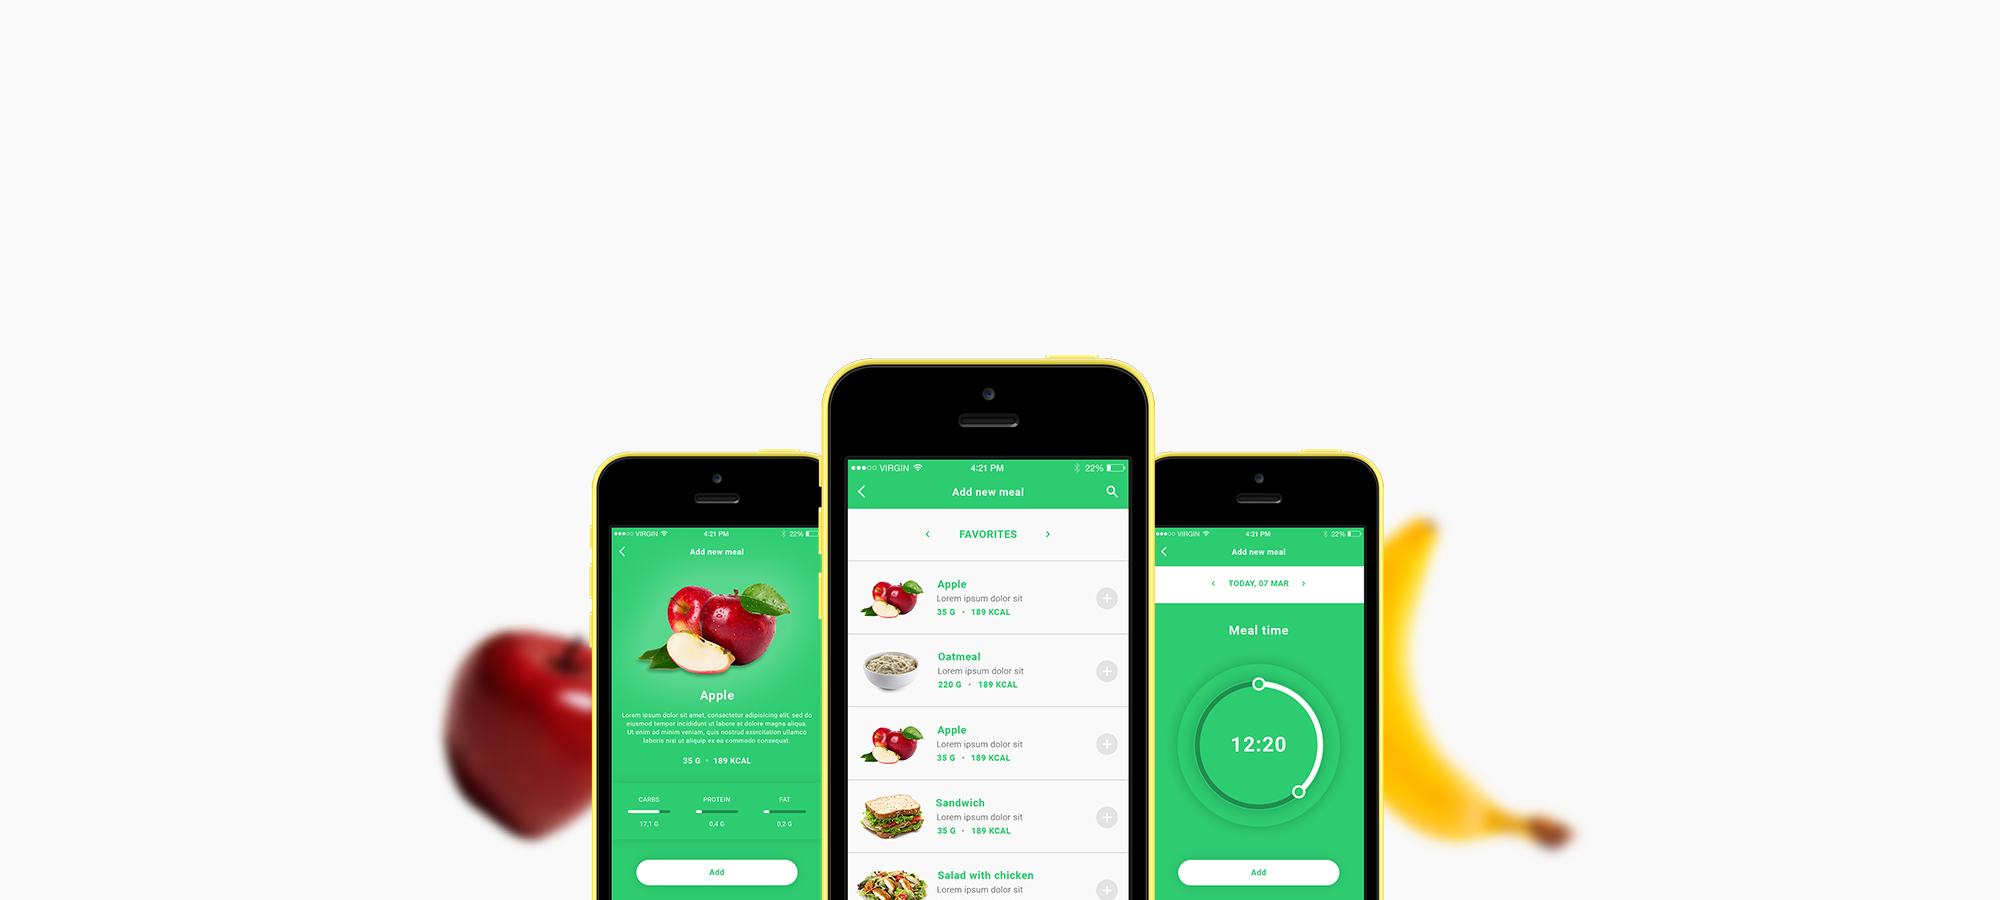 VIRGIN 4:21 PM 22%
Add new meal
Apple
Lorem ipsum dolor sit amet, consectetur adipisicing elit, sed do
eiusmod tempor incididunt ut labore et dolore magna aliqua.
Ut enim ad minim veniam, quis nostrud exercitation ullamco
laboris nisi ut aliquip ex ea commodo consequat.
35 G • 189 KCAL
CARBS PROTEIN FAT
17,1 G 0,4 G 0,2 G
Add
VIRGIN 4:21 PM 22%
Add new meal
FAVORITES
Apple
Lorem ipsum dolor sit
35 G • 189 KCAL
Oatmeal
Lorem ipsum dolor sit
220 G • 189 KCAL
Apple
Lorem ipsum dolor sit
35 G • 189 KCAL
Sandwich
Lorem ipsum dolor sit
35 G • 189 KCAL
Salad with chicken
Lorem ipsum dolor sit
VIRGIN 4:21 PM 22%
Add new meal
TODAY, 07 MAR
Meal time
12:20
Add